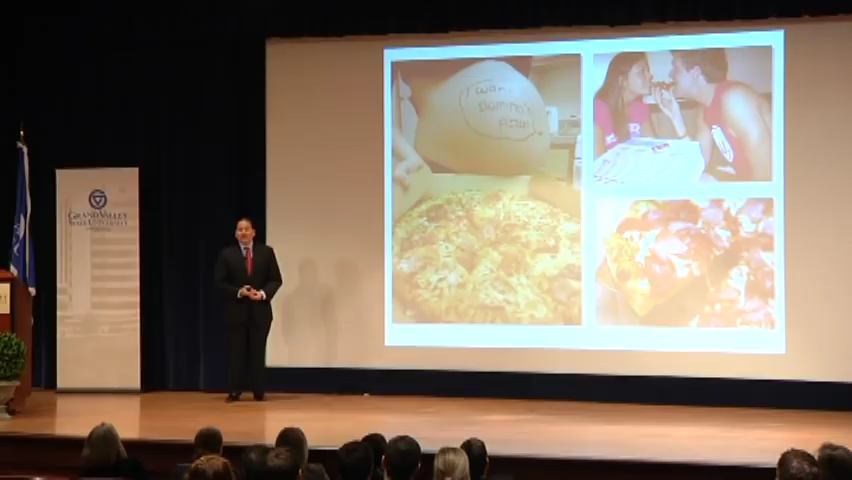 GRAND VALLEY
STATE UNIVERSITY
I want
Domino's
pizza!